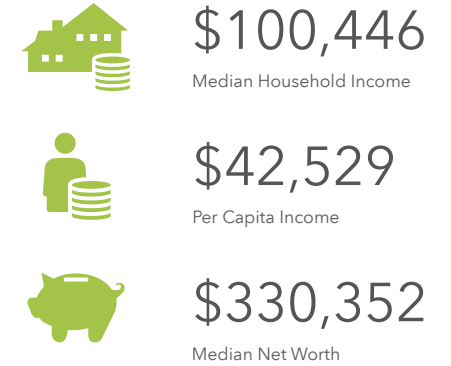 $100,446
Median Household Income
$42,529
Per Capita Income
$330,352
Median Net Worth